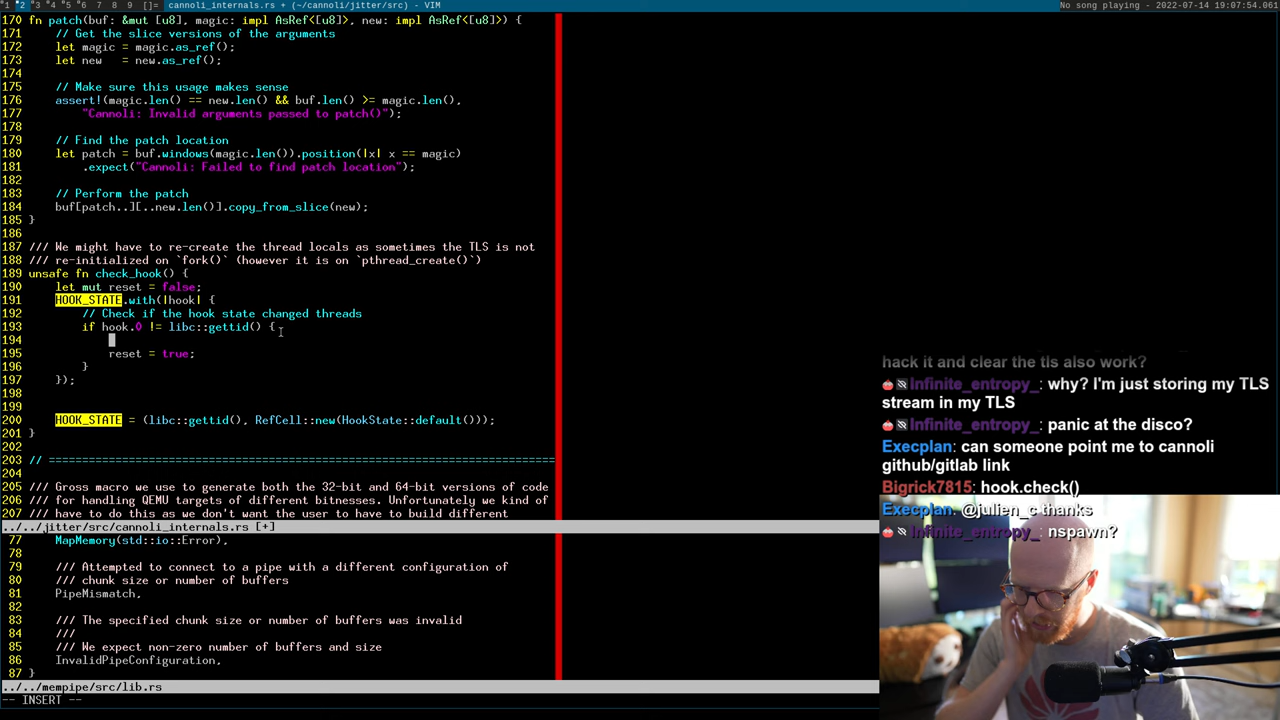 1 2 3 4 5 6 7 8 9 []= cannoli_internals.rs + (~/cannoli/jitter/src) - VIM No song playing - 2022-07-14 19:07:54.061
170 fn patch(buf: &mut [u8], magic: impl AsRef<[u8]>, new: impl AsRef<[u8]>) {
171     // Get the slice versions of the arguments
172     let magic = magic.as_ref();
173     let new   = new.as_ref();
174
175     // Make sure this usage makes sense
176     assert!(magic.len() == new.len() && buf.len() >= magic.len(),
177         "Cannoli: Invalid arguments passed to patch()");
178
179     // Find the patch location
180     let patch = buf.windows(magic.len()).position(|x| x == magic)
181         .expect("Cannoli: Failed to find patch location");
182
183     // Perform the patch
184     buf[patch..][..new.len()].copy_from_slice(new);
185 }
186
187 /// We might have to re-create the thread locals as sometimes the TLS is not
188 /// re-initialized on `fork()` (however it is on `pthread_create()`)
189 unsafe fn check_hook() {
190     let mut reset = false;
191     HOOK_STATE.with(|hook| {
192         // Check if the hook state changed threads
193         if hook.0 != libc::gettid() {
194
195             reset = true;
196         }
197     });
198
199
200     HOOK_STATE = (libc::gettid(), RefCell::new(HookState::default()));
201 }
202
203 // ==============================================================================
204
205 /// Gross macro we use to generate both the 32-bit and 64-bit versions of code
206 /// for handling QEMU targets of different bitnesses. Unfortunately we kind of
207 /// have to do this as we don't want the user to have to build different
../../jitter/src/cannoli_internals.rs [+]
77     MapMemory(std::io::Error),
78
79     /// Attempted to connect to a pipe with a different configuration of
80     /// chunk size or number of buffers
81     PipeMismatch,
82
83     /// The specified chunk size or number of buffers was invalid
84     ///
85     /// We expect non-zero number of buffers and size
86     InvalidPipeConfiguration,
87 }
../../mempipe/src/lib.rs
-- INSERT --
hack it and clear the tls also work?
Infinite_entropy_: why? I'm just storing my TLS
stream in my TLS
Infinite_entropy_: panic at the disco?
Execplan: can someone point me to cannoli
github/gitlab link
Bigrick7815: hook.check()
Execplan: @julien_c thanks
Infinite_entropy_: nspawn?